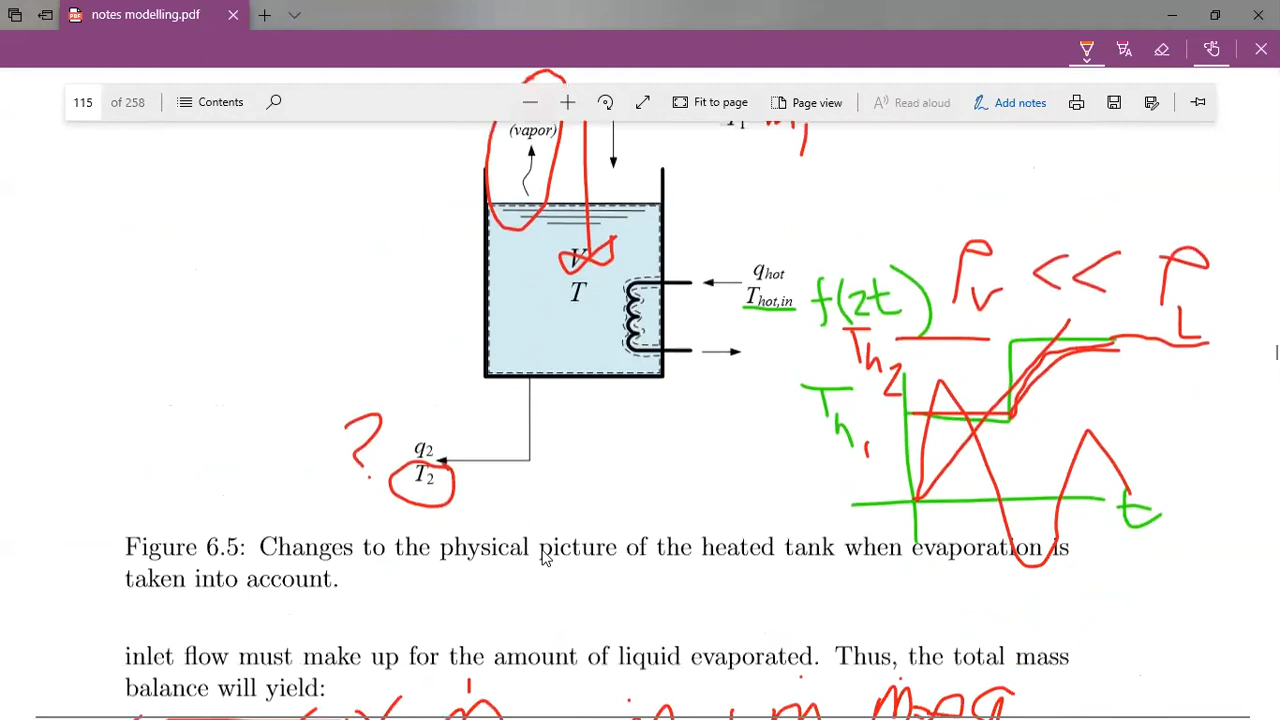 notes modelling.pdf
115 of 258 Contents Fit to page Page view Read aloud Add notes
(vapor)
V
T
q_hot
T_hot,in
f(2t)
ρ_V << ρ_L
T_h2
T_h1
?
q_2
T_2
t
Figure 6.5: Changes to the physical picture of the heated tank when evaporation is
taken into account.
inlet flow must make up for the amount of liquid evaporated. Thus, the total mass
balance will yield: